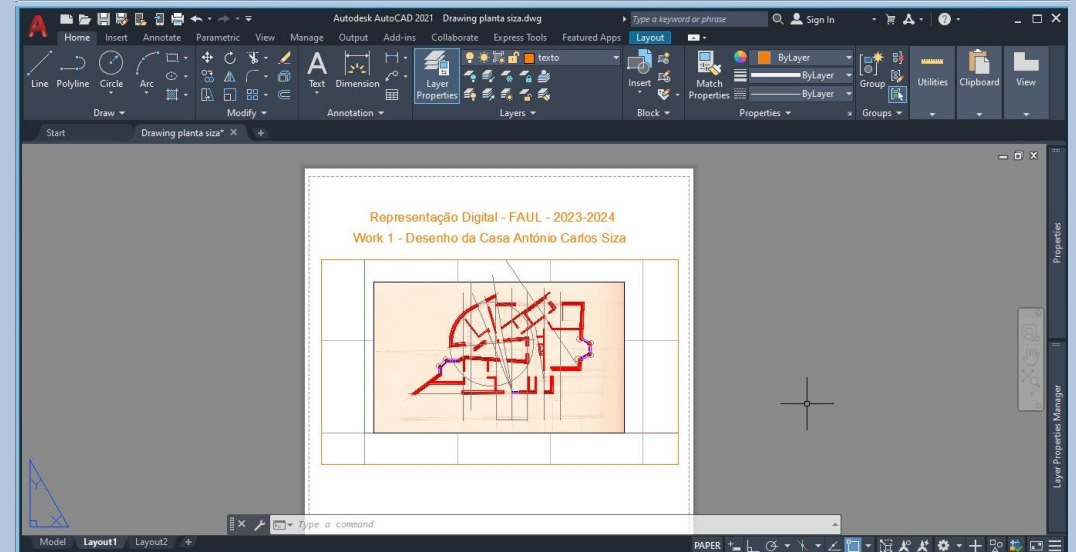 Autodesk AutoCAD 2021 Drawing planta siza.dwg
Type a keyword or phrase
Sign In
Home Insert Annotate Parametric View Manage Output Add-ins Collaborate Express Tools Featured Apps Layout
texto
ByLayer
ByLayer
ByLayer
Line Polyline Circle Arc
Text Dimension
Layer Properties
Insert
Match Properties
Group
Utilities
Clipboard
View
Draw Modify Annotation Layers Block Properties Groups
Start Drawing planta siza*
Representação Digital - FAUL - 2023-2024
Work 1 - Desenho da Casa António Carlos Siza
Properties
Layer Properties Manager
Y
X
Type a command
Model Layout1 Layout2
PAPER